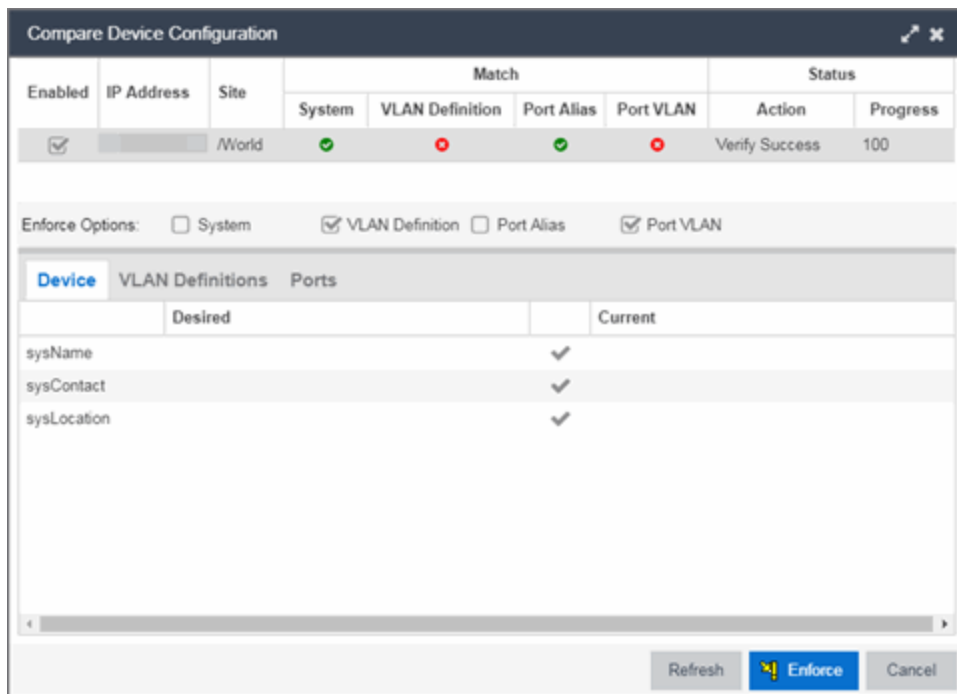 Compare Device Configuration
Enabled IP Address Site Match Status
System VLAN Definition Port Alias Port VLAN Action Progress
/World Verify Success 100
Enforce Options: System VLAN Definition Port Alias Port VLAN
Device VLAN Definitions Ports
Desired Current
sysName
sysContact
sysLocation
Refresh Enforce Cancel